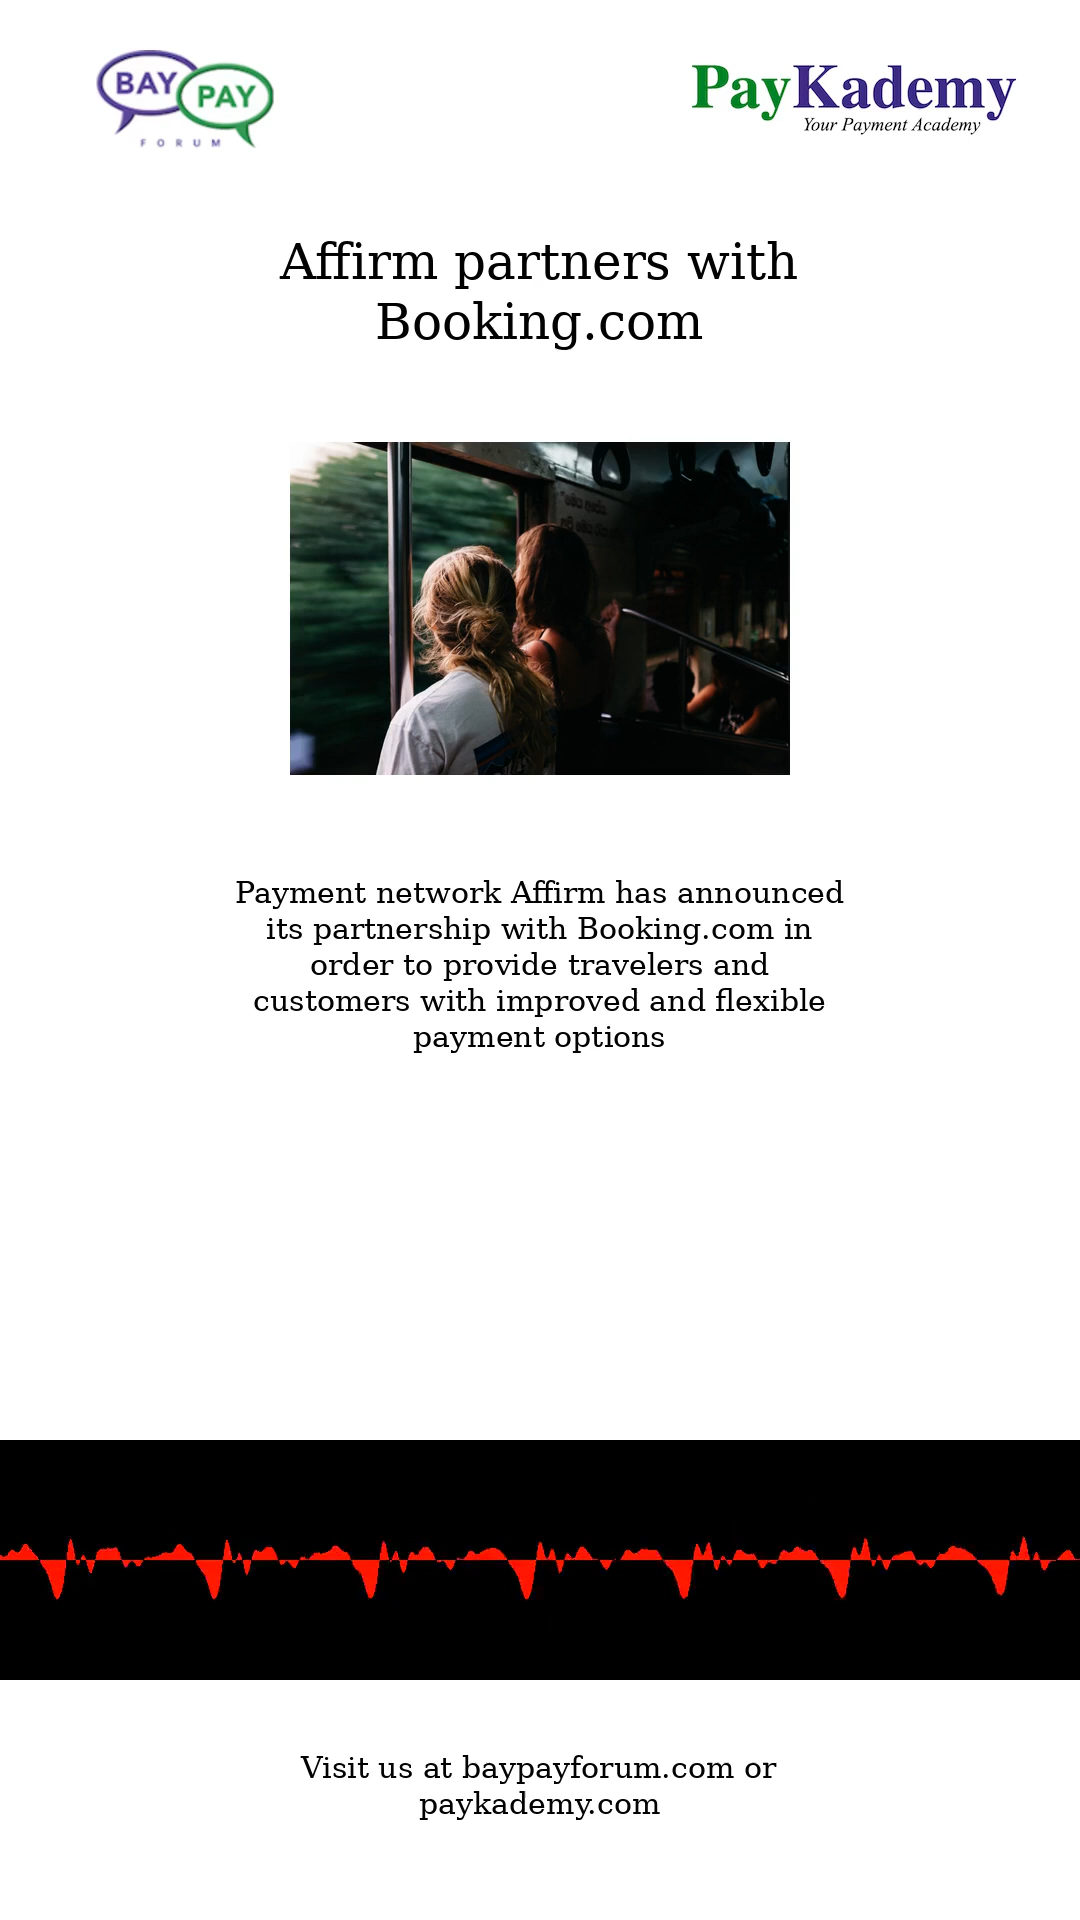 BAY
PAY
FORUM
PayKademy
Your Payment Academy
Affirm partners with
Booking.com
Payment network Affirm has announced
its partnership with Booking.com in
order to provide travelers and
customers with improved and flexible
payment options
Visit us at baypayforum.com or
paykademy.com